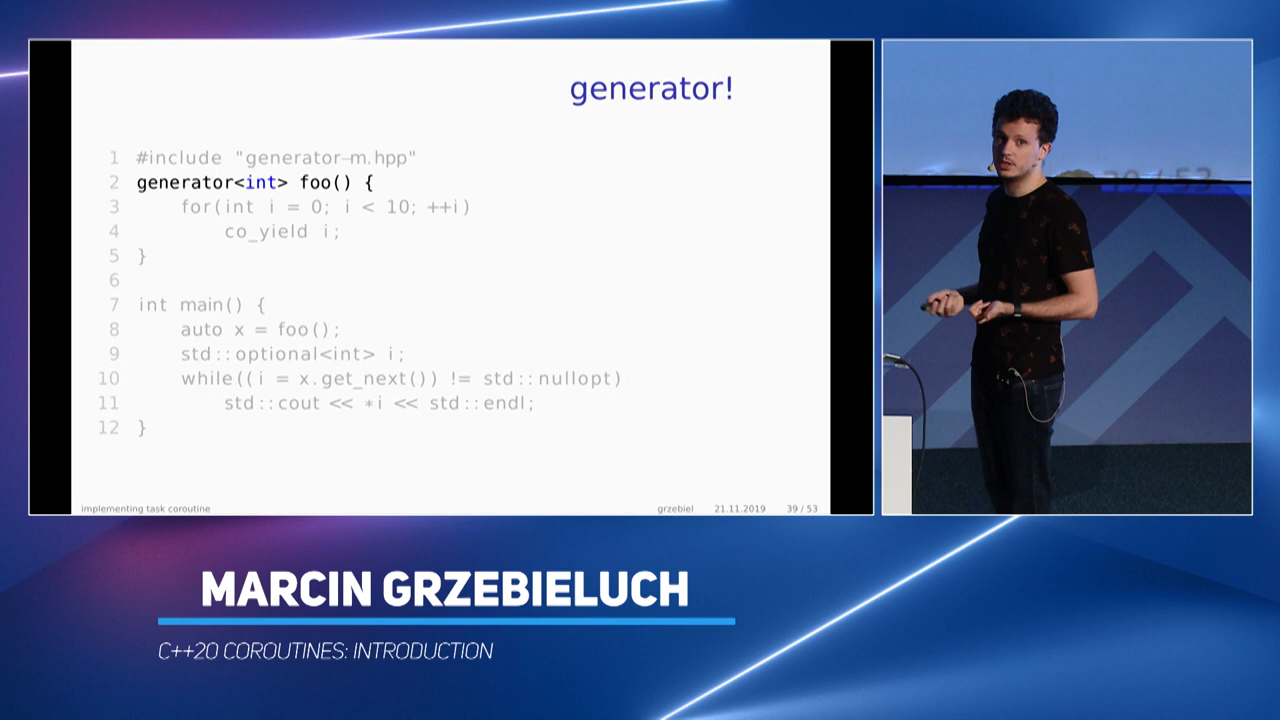 generator!
1 #include "generator-m.hpp"
2 generator<int> foo() {
3 for(int i = 0; i < 10; ++i)
4 co_yield i;
5 }
6
7 int main() {
8 auto x = foo();
9 std::optional<int> i;
10 while((i = x.get_next()) != std::nullopt)
11 std::cout << *i << std::endl;
12 }
implementing task coroutine grzebiel 21.11.2019 39 / 53
39 / 53
MARCIN GRZEBIELUCH
C++20 COROUTINES: INTRODUCTION